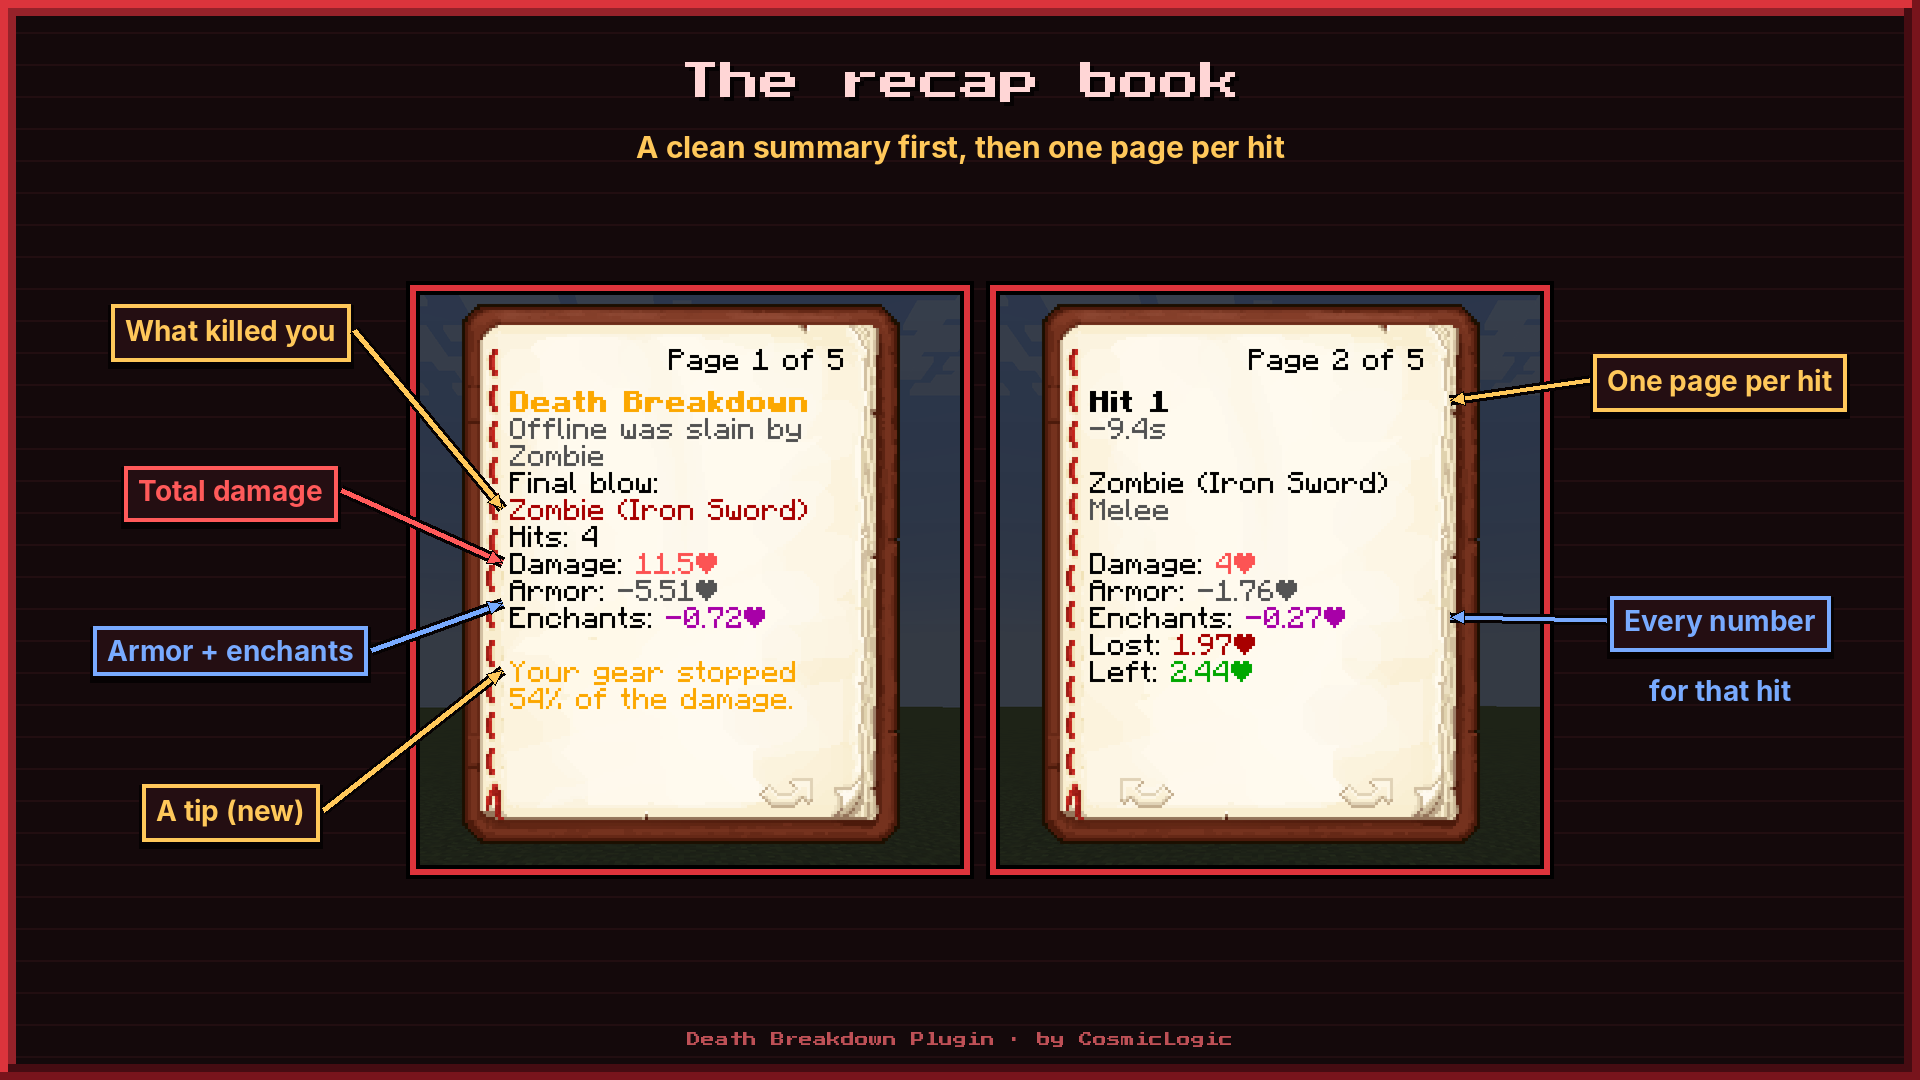 The recap book
A clean summary first, then one page per hit
What killed you
Total damage
Armor + enchants
A tip (new)
Page 1 of 5
Death Breakdown
Offline was slain by
Zombie
Final blow:
Zombie (Iron Sword)
Hits: 4
Damage: 11.5♥
Armor: -5.51♥
Enchants: -0.72♥
Your gear stopped
54% of the damage.
Page 2 of 5
Hit 1
-9.4s
Zombie (Iron Sword)
Melee
Damage: 4♥
Armor: -1.76♥
Enchants: -0.27♥
Lost: 1.97♥
Left: 2.44♥
One page per hit
Every number
for that hit
Death Breakdown Plugin · by CosmicLogic